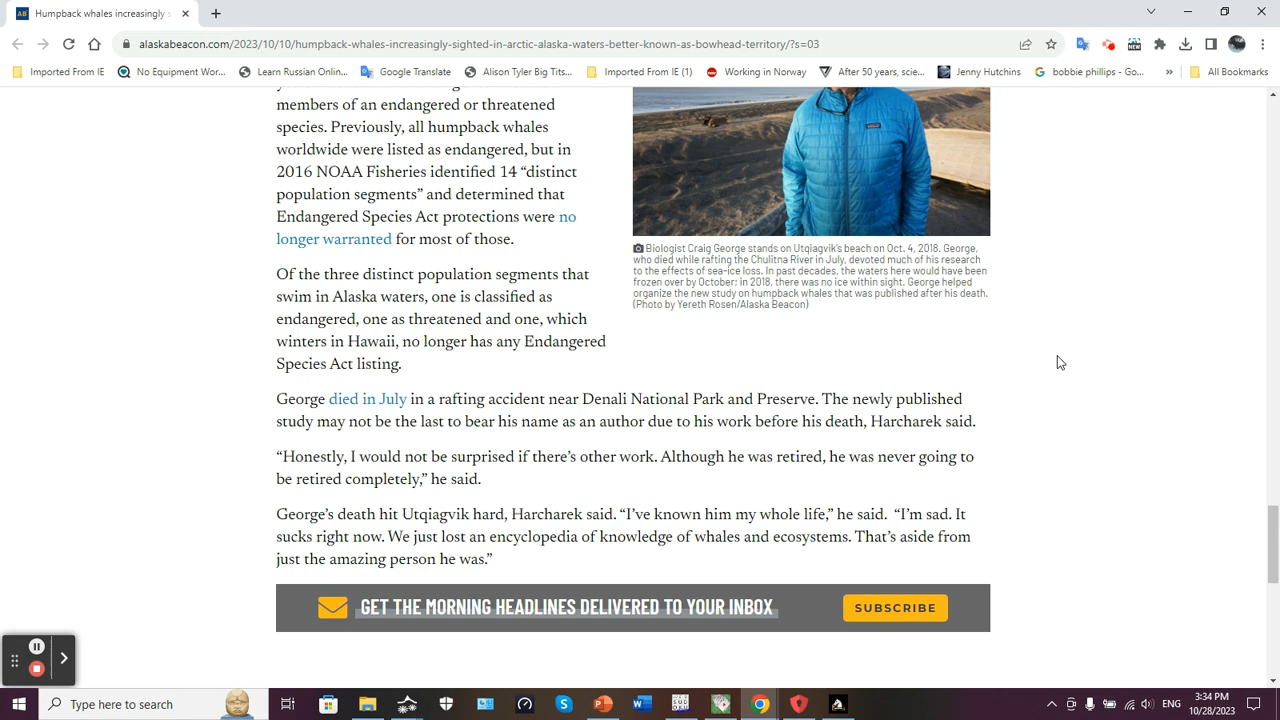 Humpback whales increasingly s
alaskabeacon.com/2023/10/10/humpback-whales-increasingly-sighted-in-arctic-alaska-waters-better-known-as-bowhead-territory/?s=03
Imported From IE
No Equipment Wor...
Learn Russian Onlin...
Google Translate
Alison Tyler Big Tits...
Imported From IE (1)
Working in Norway
After 50 years, scie...
Jenny Hutchins
bobbie phillips - Go...
»
All Bookmarks
members of an endangered or threatened
species. Previously, all humpback whales
worldwide were listed as endangered, but in
2016 NOAA Fisheries identified 14 “distinct
population segments” and determined that
Endangered Species Act protections were no
longer warranted for most of those.
Of the three distinct population segments that
swim in Alaska waters, one is classified as
endangered, one as threatened and one, which
winters in Hawaii, no longer has any Endangered
Species Act listing.
patagonia
Biologist Craig George stands on Utqiagvik's beach on Oct. 4, 2018. George,
who died while rafting the Chulitna River in July, devoted much of his research
to the effects of sea-ice loss. In past decades, the waters here would have been
frozen over by October; in 2018, there was no ice within sight. George helped
organize the new study on humpback whales that was published after his death.
(Photo by Yereth Rosen/Alaska Beacon)
George died in July in a rafting accident near Denali National Park and Preserve. The newly published
study may not be the last to bear his name as an author due to his work before his death, Harcharek said.
“Honestly, I would not be surprised if there’s other work. Although he was retired, he was never going to
be retired completely,” he said.
George’s death hit Utqiagvik hard, Harcharek said. “I’ve known him my whole life,” he said. “I’m sad. It
sucks right now. We just lost an encyclopedia of knowledge of whales and ecosystems. That’s aside from
just the amazing person he was.”
GET THE MORNING HEADLINES DELIVERED TO YOUR INBOX
SUBSCRIBE
Type here to search
ENG
3:34 PM
10/28/2023